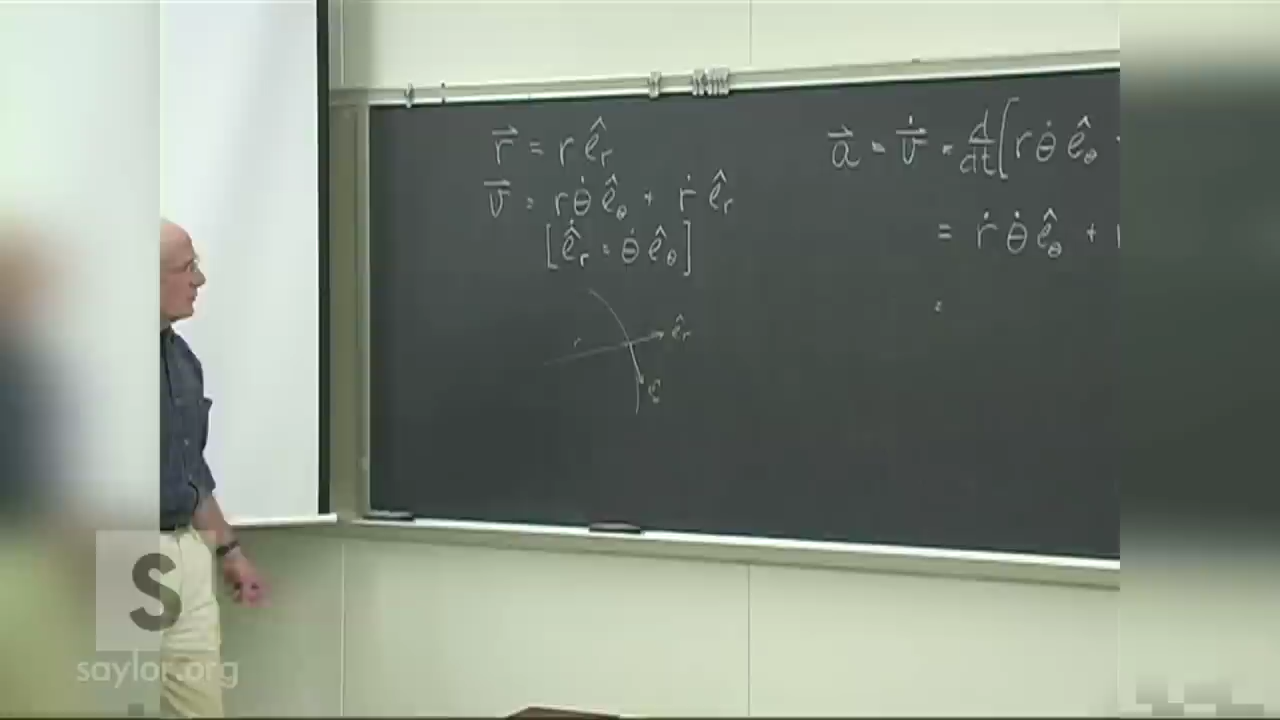 r⃗ = r ê_r
v⃗ = r θ̇ ê_θ + ṙ ê_r
[ ê̇_r = θ̇ ê_θ ]
r
ê_r
a⃗ = v⃗̇ = d/dt [ r θ̇ ê_θ
= ṙ θ̇ ê_θ +
=
S
saylor.org